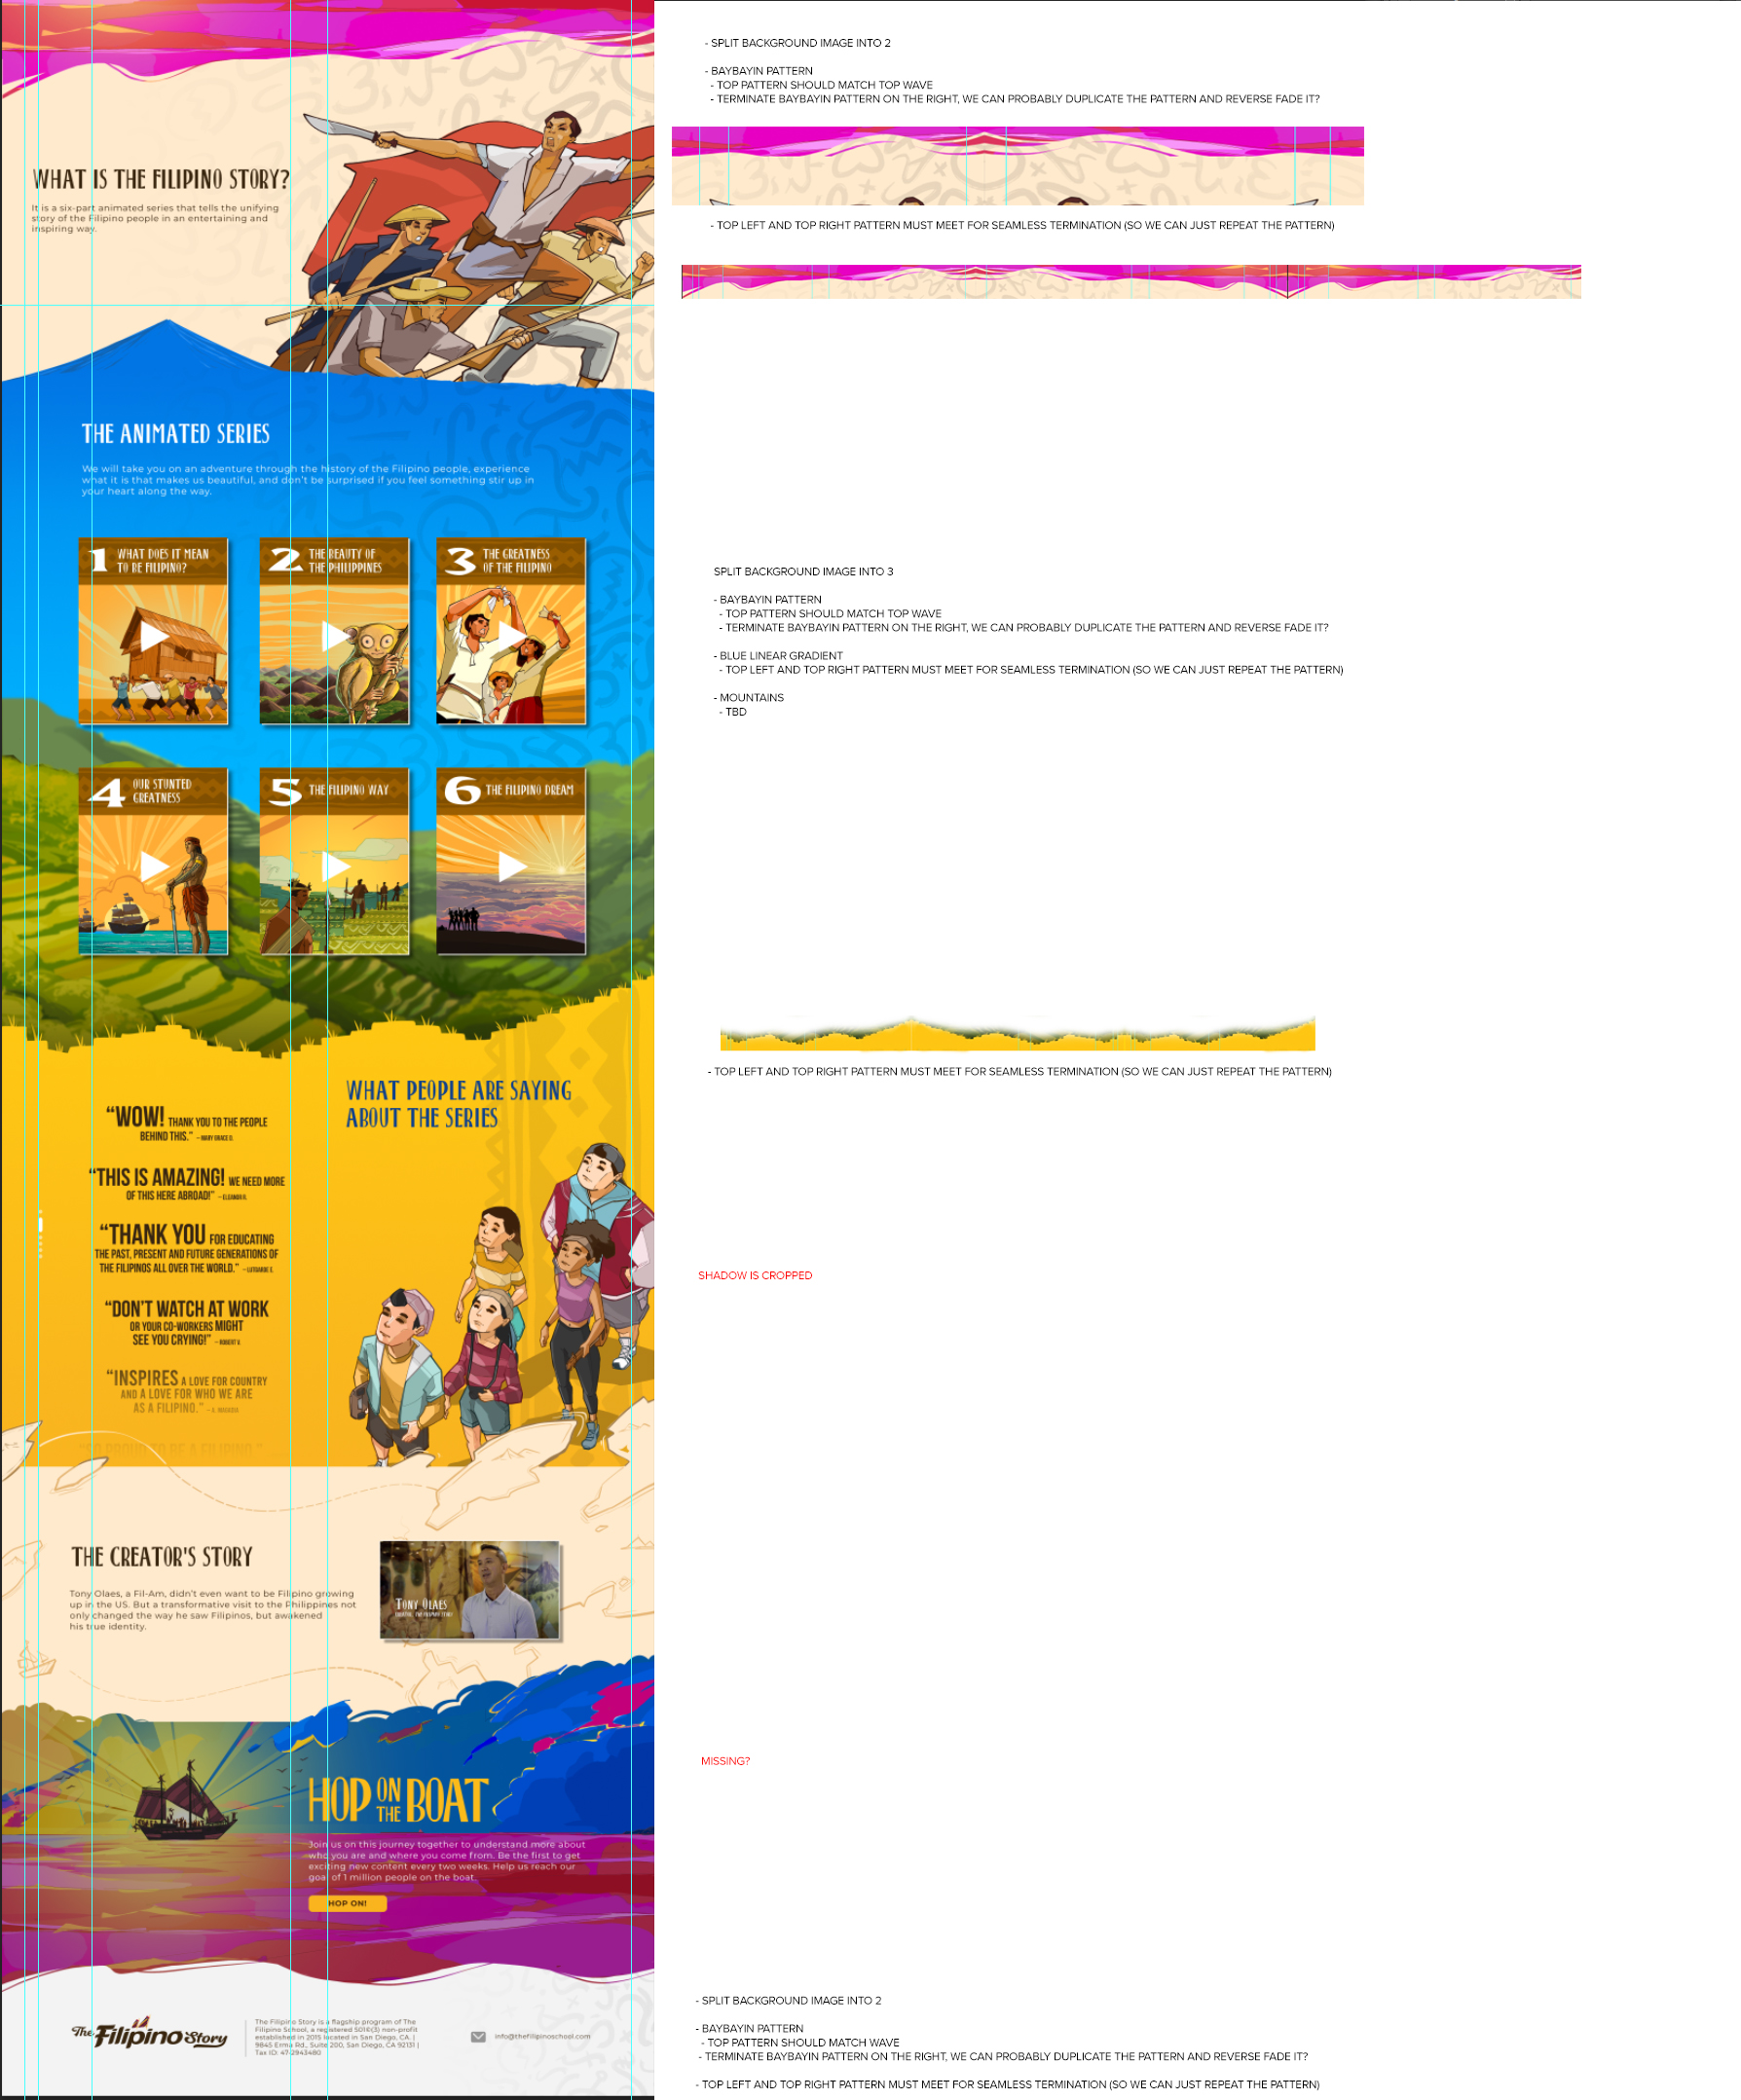 - SPLIT BACKGROUND IMAGE INTO 2
- BAYBAYIN PATTERN
- TOP PATTERN SHOULD MATCH TOP WAVE
- TERMINATE BAYBAYIN PATTERN ON THE RIGHT, WE CAN PROBABLY DUPLICATE THE PATTERN AND REVERSE FADE IT?
- TOP LEFT AND TOP RIGHT PATTERN MUST MEET FOR SEAMLESS TERMINATION (SO WE CAN JUST REPEAT THE PATTERN)
WHAT IS THE FILIPINO STORY?
It is a six-part animated series that tells the unifying
story of the Filipino people in an entertaining and
inspiring way.
THE ANIMATED SERIES
We will take you on an adventure through the history of the Filipino people, experience
what it is that makes us beautiful, and don't be surprised if you feel something stir up in
your heart along the way.
1 WHAT DOES IT MEAN
TO BE FILIPINO?
2 THE BEAUTY OF
THE PHILIPPINES
3 THE GREATNESS
OF THE FILIPINO
4 OUR STUNTED
GREATNESS
5 THE FILIPINO WAY
6 THE FILIPINO DREAM
SPLIT BACKGROUND IMAGE INTO 3
- BAYBAYIN PATTERN
- TOP PATTERN SHOULD MATCH TOP WAVE
- TERMINATE BAYBAYIN PATTERN ON THE RIGHT, WE CAN PROBABLY DUPLICATE THE PATTERN AND REVERSE FADE IT?
- BLUE LINEAR GRADIENT
- TOP LEFT AND TOP RIGHT PATTERN MUST MEET FOR SEAMLESS TERMINATION (SO WE CAN JUST REPEAT THE PATTERN)
- MOUNTAINS
- TBD
- TOP LEFT AND TOP RIGHT PATTERN MUST MEET FOR SEAMLESS TERMINATION (SO WE CAN JUST REPEAT THE PATTERN)
WHAT PEOPLE ARE SAYING
ABOUT THE SERIES
“WOW! THANK YOU TO THE PEOPLE
BEHIND THIS.” – MARY GRACE D.
“THIS IS AMAZING! WE NEED MORE
OF THIS HERE ABROAD!” – ELEANOR R.
“THANK YOU FOR EDUCATING
THE PAST, PRESENT AND FUTURE GENERATIONS OF
THE FILIPINOS ALL OVER THE WORLD.”
“DON'T WATCH AT WORK
OR YOUR CO-WORKERS MIGHT
SEE YOU CRYING!” – ROBERT
“INSPIRES A LOVE FOR COUNTRY
AND A LOVE FOR WHO WE ARE
AS A FILIPINO.”
“SO PROUD TO BE A FILIPINO.”
SHADOW IS CROPPED
THE CREATOR'S STORY
Tony Olaes, a Fil-Am, didn't even want to be Filipino growing
up in the US. But a transformative visit to the Philippines not
only changed the way he saw Filipinos, but awakened
his true identity.
TONY OLAES
CREATOR, THE FILIPINO STORY
MISSING?
HOP ON THE BOAT
Join us on this journey together to understand more about
who you are and where you come from. Be the first to get
exciting new content every two weeks. Help us reach our
goal of 1 million people on the boat.
HOP ON!
- SPLIT BACKGROUND IMAGE INTO 2
- BAYBAYIN PATTERN
- TOP PATTERN SHOULD MATCH WAVE
- TERMINATE BAYBAYIN PATTERN ON THE RIGHT, WE CAN PROBABLY DUPLICATE THE PATTERN AND REVERSE FADE IT?
- TOP LEFT AND TOP RIGHT PATTERN MUST MEET FOR SEAMLESS TERMINATION (SO WE CAN JUST REPEAT THE PATTERN)
The Filipino Story
The Filipino Story is a flagship program of The
Filipino School, a registered 501©(3) non-profit
established in 2015 located in San Diego, CA. |
9845 Erma Rd., Suite 200, San Diego, CA 92131 |
Tax ID: 47-2943480
info@thefilipinoschool.com